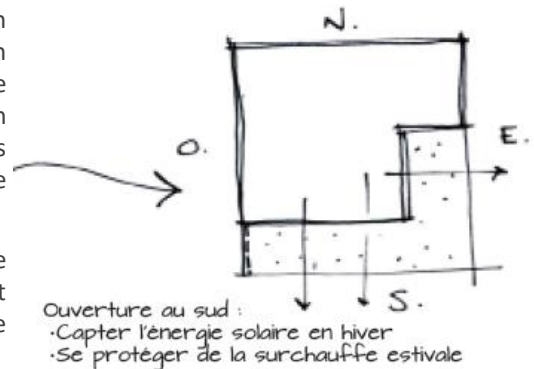 N.
O.
E.
S.
Ouverture au sud :
·Capter l'énergie solaire en hiver
·Se protéger de la surchauffe estivale